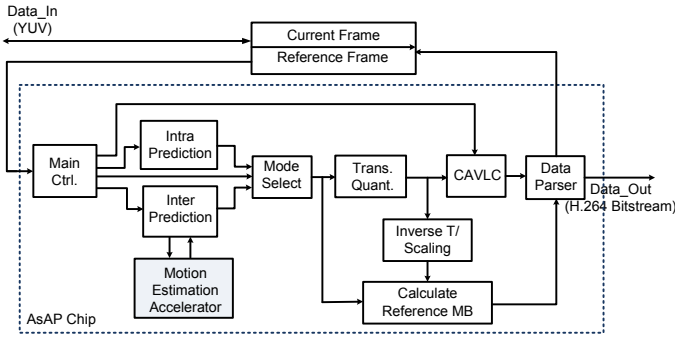 Data_In
(YUV)
Current Frame
Reference Frame
Main
Ctrl.
Intra
Prediction
Inter
Prediction
Motion
Estimation
Accelerator
Mode
Select
Trans.
Quant.
CAVLC
Data
Parser
Data_Out
(H.264 Bitstream)
Inverse T/
Scaling
Calculate
Reference MB
AsAP Chip